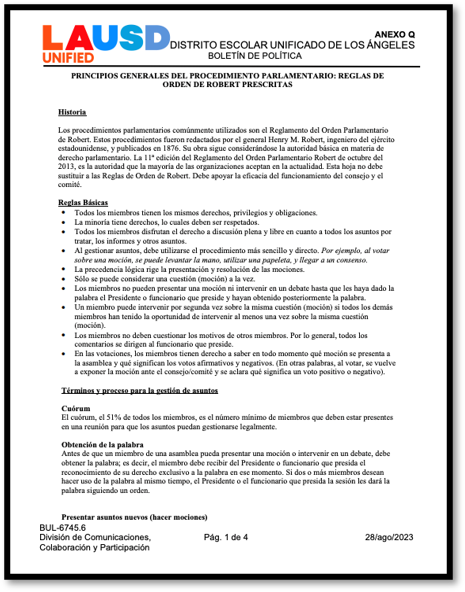 LAUSD
UNIFIED
ANEXO Q
DISTRITO ESCOLAR UNIFICADO DE LOS ÁNGELES
BOLETÍN DE POLÍTICA
PRINCIPIOS GENERALES DEL PROCEDIMIENTO PARLAMENTARIO: REGLAS DE
ORDEN DE ROBERT PRESCRITAS
Historia
Los procedimientos parlamentarios comúnmente utilizados son el Reglamento del Orden Parlamentario
de Robert. Estos procedimientos fueron redactados por el general Henry M. Robert, ingeniero del ejército
estadounidense, y publicados en 1876. Su obra sigue considerándose la autoridad básica en materia de
derecho parlamentario. La 11ª edición del Reglamento del Orden Parlamentario Robert de octubre del
2013, es la autoridad que la mayoría de las organizaciones aceptan en la actualidad. Esta hoja no debe
sustituir a las Reglas de Orden de Robert. Debe apoyar la eficacia del funcionamiento del consejo y el
comité.
Reglas Básicas
• Todos los miembros tienen los mismos derechos, privilegios y obligaciones.
• La minoría tiene derechos, lo cuales deben ser respetados.
• Todos los miembros disfrutan el derecho a discusión plena y libre en cuanto a todos los asuntos por
tratar, los informes y otros asuntos.
• Al gestionar asuntos, debe utilizarse el procedimiento más sencillo y directo. Por ejemplo, al votar
sobre una moción, se puede levantar la mano, utilizar una papeleta, y llegar a un consenso.
• La precedencia lógica rige la presentación y resolución de las mociones.
• Sólo se puede considerar una cuestión (moción) a la vez.
• Los miembros no pueden presentar una moción ni intervenir en un debate hasta que les haya dado la
palabra el Presidente o funcionario que preside y hayan obtenido posteriormente la palabra.
• Un miembro puede intervenir por segunda vez sobre la misma cuestión (moción) si todos los demás
miembros han tenido la oportunidad de intervenir al menos una vez sobre la misma cuestión
(moción).
• Los miembros no deben cuestionar los motivos de otros miembros. Por lo general, todos los
comentarios se dirigen al funcionario que preside.
• En las votaciones, los miembros tienen derecho a saber en todo momento qué moción se presenta a
la asamblea y qué significan los votos afirmativos y negativos. (En otras palabras, al votar, se vuelve
a exponer la moción ante el consejo/comité y se aclara qué significa un voto positivo o negativo).
Términos y proceso para la gestión de asuntos
Cuórum
El cuórum, el 51% de todos los miembros, es el número mínimo de miembros que deben estar presentes
en una reunión para que los asuntos puedan gestionarse legalmente.
Obtención de la palabra
Antes de que un miembro de una asamblea pueda presentar una moción o intervenir en un debate, debe
obtener la palabra; es decir, el miembro debe recibir del Presidente o funcionario que presida el
reconocimiento de su derecho exclusivo a la palabra en ese momento. Si dos o más miembros desean
hacer uso de la palabra al mismo tiempo, el Presidente o el funcionario que presida la sesión les dará la
palabra siguiendo un orden.
Presentar asuntos nuevos (hacer mociones)
BUL-6745.6
División de Comunicaciones, Pág. 1 de 4 28/ago/2023
Colaboración y Participación